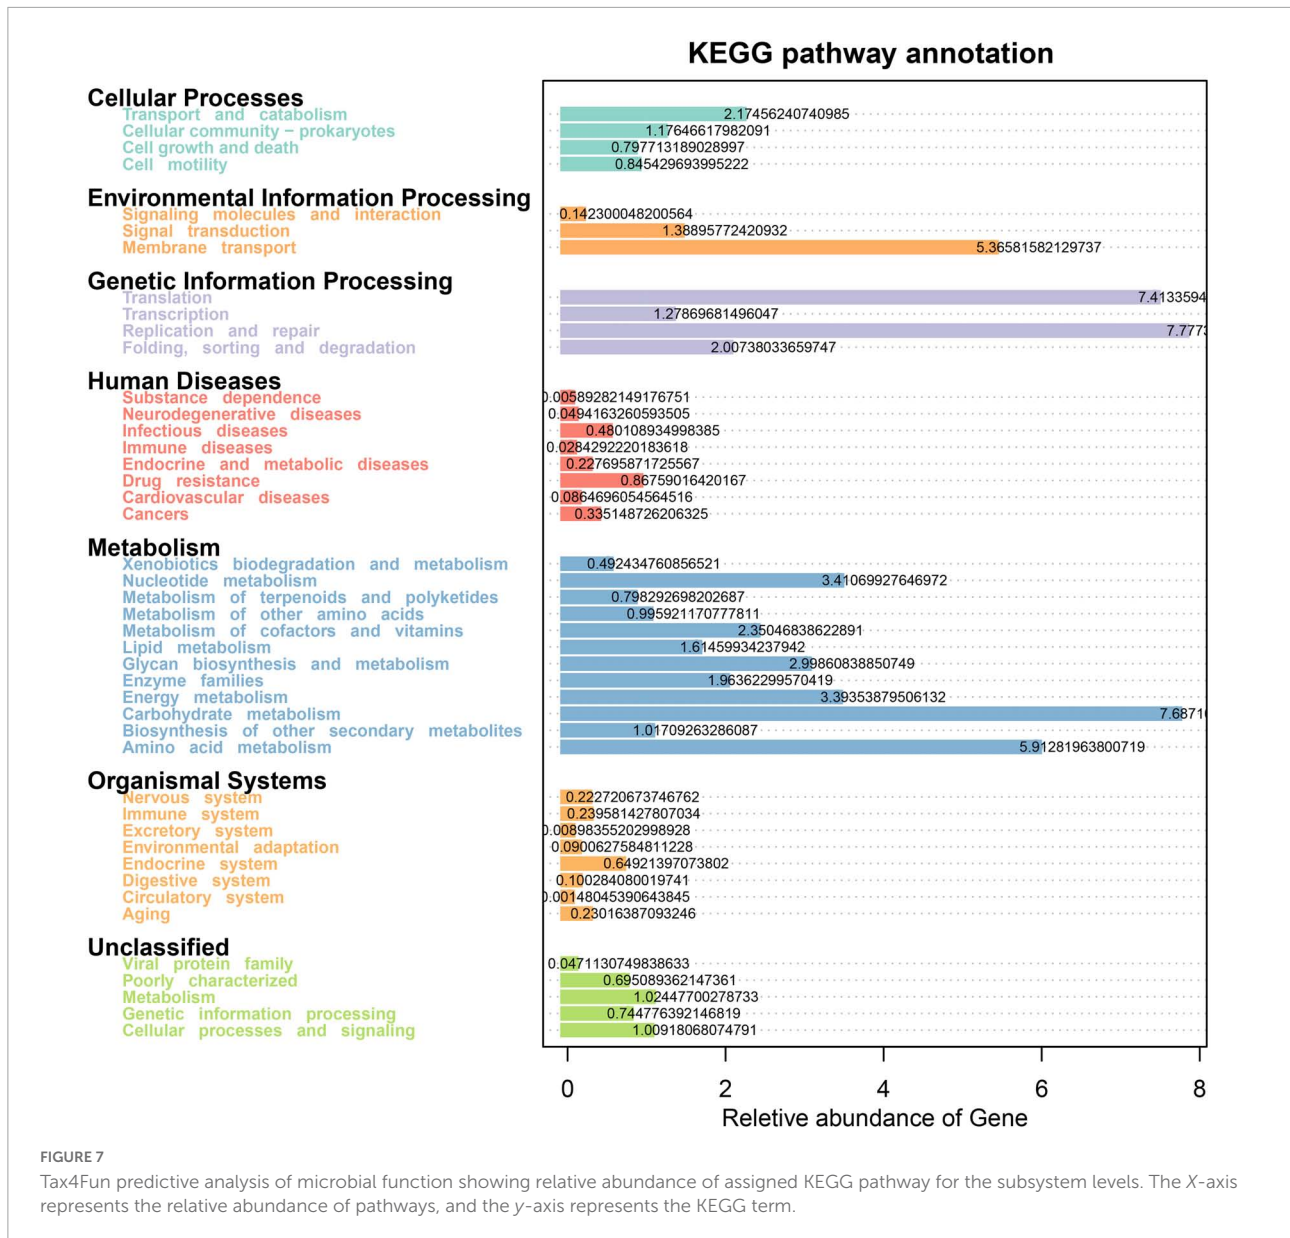 KEGG pathway annotation
Cellular Processes
Transport and catabolism 2.17456240740985
Cellular community − prokaryotes 1.17646617982091
Cell growth and death 0.797713189028997
Cell motility 0.845429693995222
Environmental Information Processing
Signaling molecules and interaction 0.142300048200564
Signal transduction 1.38895772420932
Membrane transport 5.36581582129737
Genetic Information Processing
Translation 7.4133594
Transcription 1.27869681496047
Replication and repair 7.7773
Folding, sorting and degradation 2.00738033659747
Human Diseases
Substance dependence 0.00589282149176751
Neurodegenerative diseases 0.0494163260593505
Infectious diseases 0.480108934998385
Immune diseases 0.0284292220183618
Endocrine and metabolic diseases 0.227695871725567
Drug resistance 0.86759016420167
Cardiovascular diseases 0.0864696054564516
Cancers 0.335148726206325
Metabolism
Xenobiotics biodegradation and metabolism 0.492434760856521
Nucleotide metabolism 3.41069927646972
Metabolism of terpenoids and polyketides 0.798292698202687
Metabolism of other amino acids 0.995921170777811
Metabolism of cofactors and vitamins 2.35046838622891
Lipid metabolism 1.61459934237942
Glycan biosynthesis and metabolism 2.99860838850749
Enzyme families 1.96362299570419
Energy metabolism 3.39353879506132
Carbohydrate metabolism 7.6871
Biosynthesis of other secondary metabolites 1.01709263286087
Amino acid metabolism 5.91281963800719
Organismal Systems
Nervous system 0.222720673746762
Immune system 0.239581427807034
Excretory system 0.00898355202998928
Environmental adaptation 0.0900627584811228
Endocrine system 0.64921397073802
Digestive system 0.100284080019741
Circulatory system 0.00148045390643845
Aging 0.23016387093246
Unclassified
Viral protein family 0.0471130749838633
Poorly characterized 0.695089362147361
Metabolism 1.02447700278733
Genetic information processing 0.744776392146819
Cellular processes and signaling 1.00918068074791
0 2 4 6 8
Reletive abundance of Gene
FIGURE 7
Tax4Fun predictive analysis of microbial function showing relative abundance of assigned KEGG pathway for the subsystem levels. The X-axis
represents the relative abundance of pathways, and the y-axis represents the KEGG term.